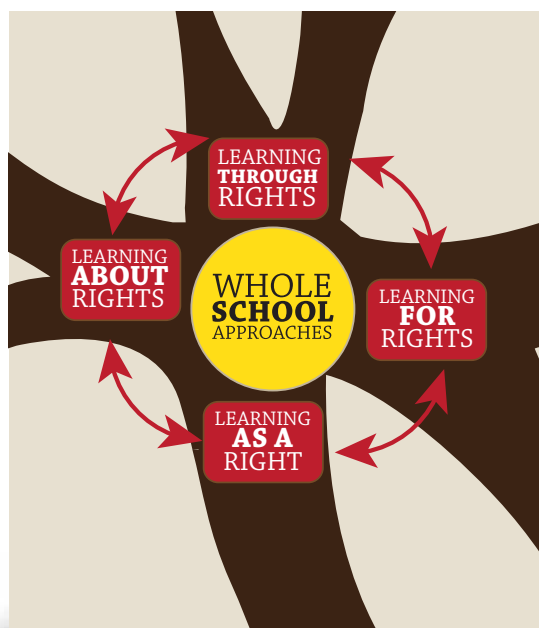 LEARNING
THROUGH
RIGHTS
LEARNING
ABOUT
RIGHTS
WHOLE
SCHOOL
APPROACHES
LEARNING
FOR
RIGHTS
LEARNING
AS A
RIGHT